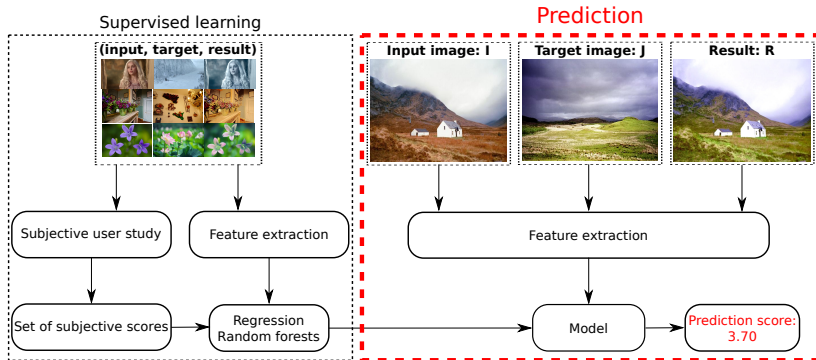 Supervised learning
(input, target, result)
Subjective user study
Feature extraction
Set of subjective scores
Regression
Random forests
Prediction
Input image: I
Target image: J
Result: R
Feature extraction
Model
Prediction score:
3.70